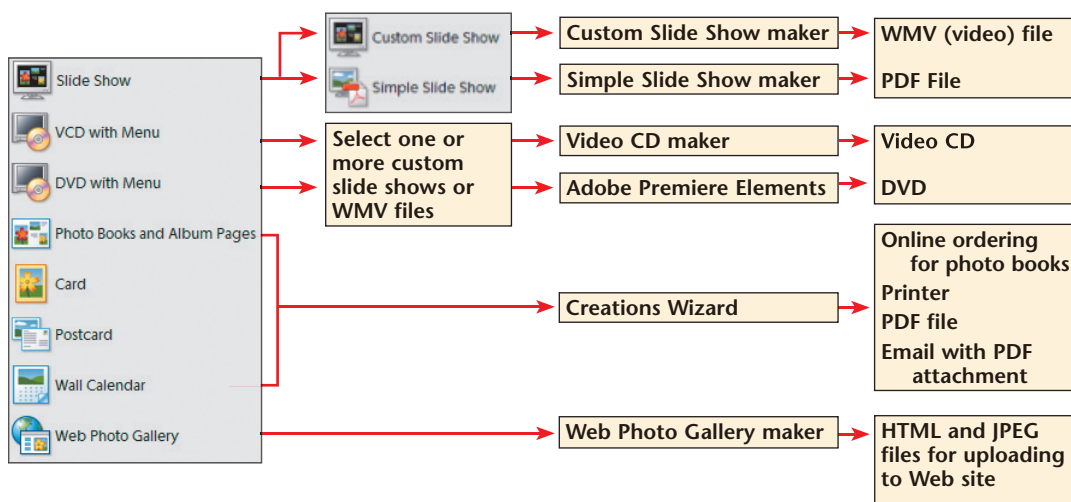 Slide Show
VCD with Menu
DVD with Menu
Photo Books and Album Pages
Card
Postcard
Wall Calendar
Web Photo Gallery
Custom Slide Show
Simple Slide Show
Select one or
more custom
slide shows or
WMV files
Custom Slide Show maker
Simple Slide Show maker
Video CD maker
Adobe Premiere Elements
Creations Wizard
Web Photo Gallery maker
WMV (video) file
PDF File
Video CD
DVD
Online ordering
for photo books
Printer
PDF file
Email with PDF
attachment
HTML and JPEG
files for uploading
to Web site